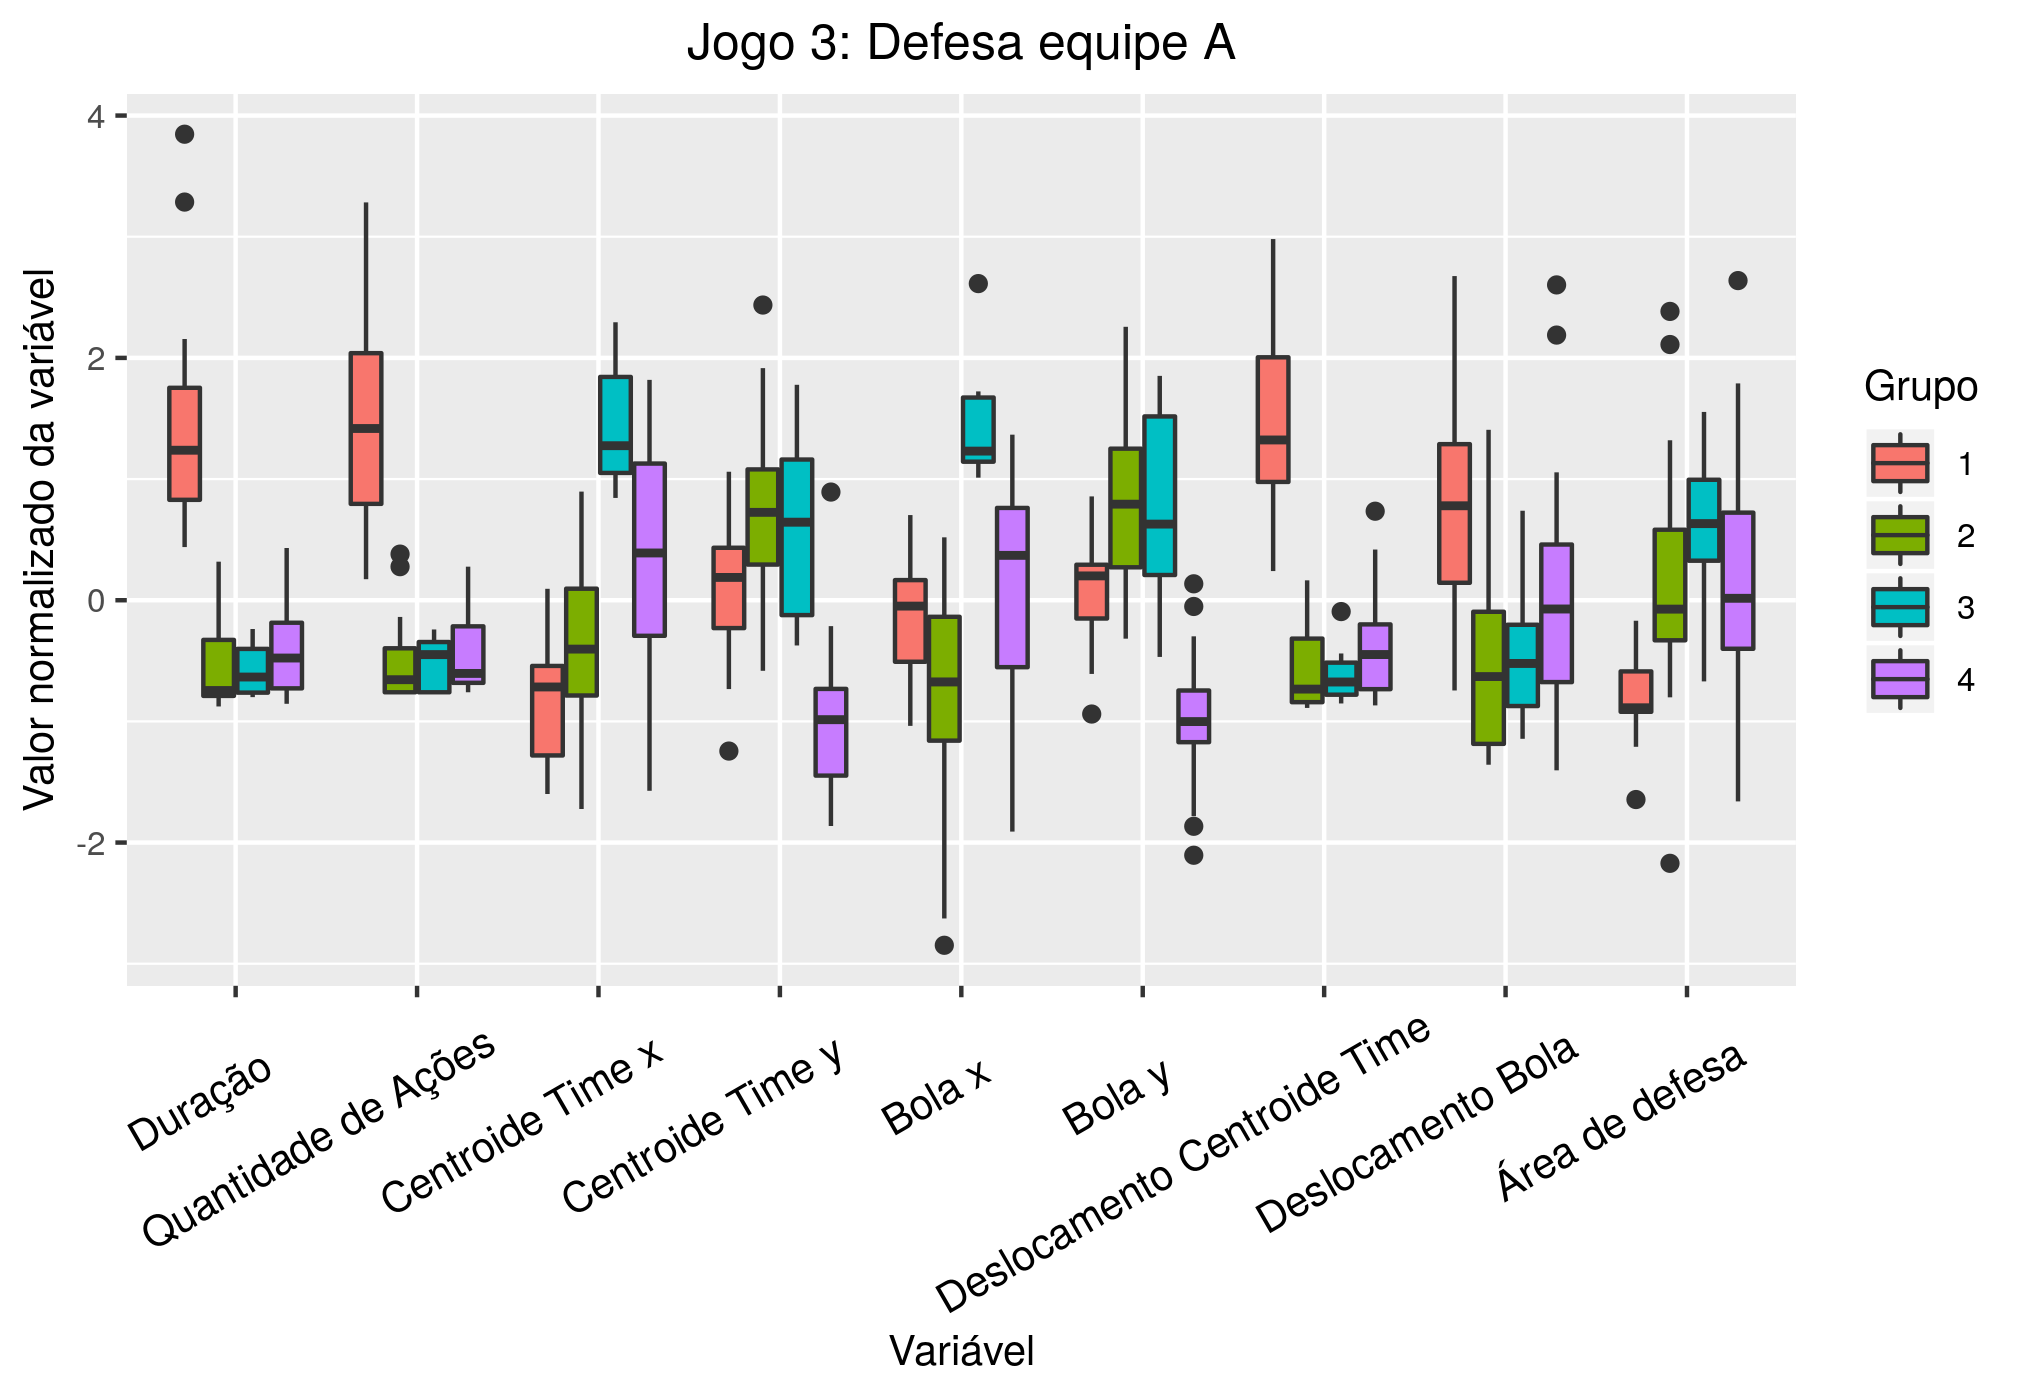 Jogo 3: Defesa equipe A
Valor normalizado da variável
4
2
0
-2
Duração
Quantidade de Ações
Centroide Time x
Centroide Time y
Bola x
Bola y
Deslocamento Centroide Time
Deslocamento Bola
Área de defesa
Variável
Grupo
1
2
3
4